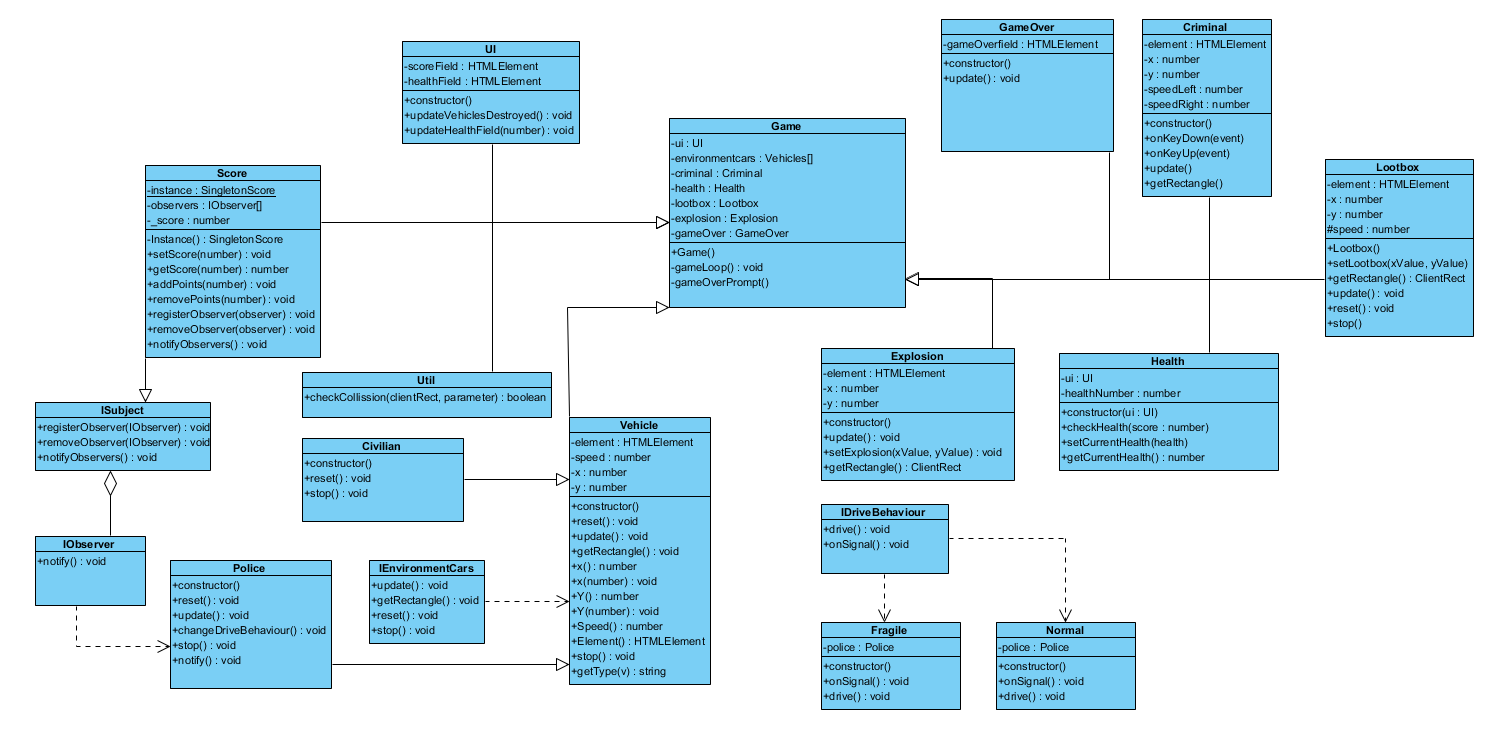 UI
-scoreField : HTMLElement
-healthField : HTMLElement
+constructor()
+updateVehiclesDestroyed() : void
+updateHealthField(number) : void
GameOver
-gameOverfield : HTMLElement
+constructor()
+update() : void
Criminal
-element : HTMLElement
-x : number
-y : number
-speedLeft : number
-speedRight : number
+constructor()
+onKeyDown(event)
+onKeyUp(event)
+update()
+getRectangle()
Game
-ui : UI
-environmentcars : Vehicles[]
-criminal : Criminal
-health : Health
-lootbox : Lootbox
-explosion : Explosion
-gameOver : GameOver
+Game()
-gameLoop() : void
-gameOverPrompt()
Lootbox
-element : HTMLElement
-x : number
-y : number
#speed : number
+Lootbox()
+setLootbox(xValue, yValue)
+getRectangle() : ClientRect
+update() : void
+reset() : void
+stop()
Score
-instance : SingletonScore
-observers : IObserver[]
-_score : number
-Instance() : SingletonScore
+setScore(number) : void
+getScore(number) : number
+addPoints(number) : void
+removePoints(number) : void
+registerObserver(observer) : void
+removeObserver(observer) : void
+notifyObservers() : void
Util
+checkCollission(clientRect, parameter) : boolean
Explosion
-element : HTMLElement
-x : number
-y : number
+constructor()
+update() : void
+setExplosion(xValue, yValue) : void
+getRectangle() : ClientRect
Health
-ui : UI
-healthNumber : number
+constructor(ui : UI)
+checkHealth(score : number)
+setCurrentHealth(health)
+getCurrentHealth() : number
ISubject
+registerObserver(IObserver) : void
+removeObserver(IObserver) : void
+notifyObservers() : void
Civilian
+constructor()
+reset() : void
+stop() : void
Vehicle
-element : HTMLElement
-speed : number
-x : number
-y : number
+constructor()
+reset() : void
+update() : void
+getRectangle() : void
+x() : number
+x(number) : void
+Y() : number
+Y(number) : void
+Speed() : number
+Element() : HTMLElement
+stop() : void
+getType(v) : string
IObserver
+notify() : void
Police
+constructor()
+reset() : void
+update() : void
+changeDriveBehaviour() : void
+stop() : void
+notify() : void
IEnvironmentCars
+update() : void
+getRectangle() : void
+reset() : void
+stop() : void
IDriveBehaviour
+drive() : void
+onSignal() : void
Fragile
-police : Police
+constructor()
+onSignal() : void
+drive() : void
Normal
-police : Police
+constructor()
+onSignal() : void
+drive() : void